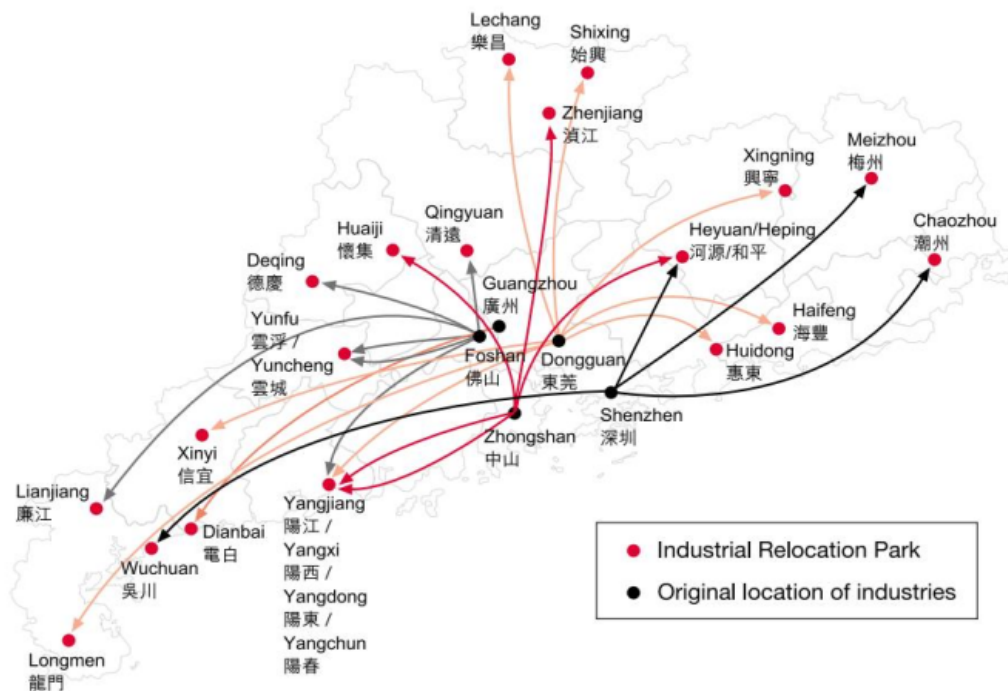 Lechang
樂昌
Shixing
始興
Zhenjiang
湞江
Meizhou
梅州
Xingning
興寧
Qingyuan
清遠
Huaiji
懷集
Heyuan/Heping
河源/和平
Chaozhou
潮州
Deqing
德慶
Guangzhou
廣州
Yunfu
雲浮 /
Yuncheng
雲城
Haifeng
海豐
Foshan
佛山
Dongguan
東莞
Huidong
惠東
Shenzhen
深圳
Zhongshan
中山
Xinyi
信宜
Lianjiang
廉江
Yangjiang
陽江 /
Yangxi
陽西 /
Yangdong
陽東 /
Yangchun
陽春
Dianbai
電白
Wuchuan
吳川
Longmen
龍門
Industrial Relocation Park
Original location of industries